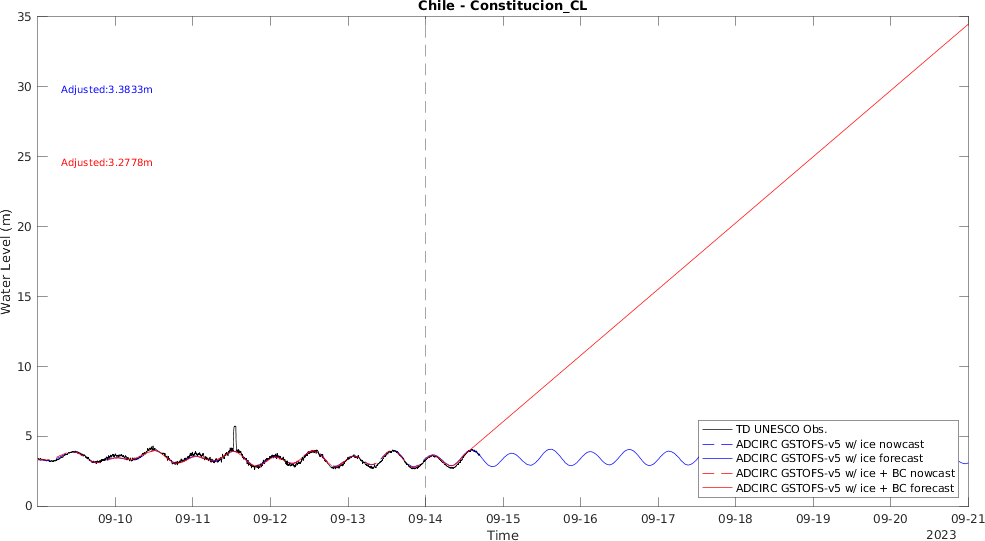 Chile - Constitucion_CL
35
30
25
20
15
10
5
0
Water Level (m)
Adjusted:3.3833m
Adjusted:3.2778m
TD UNESCO Obs.
ADCIRC GSTOFS-v5 w/ ice nowcast
ADCIRC GSTOFS-v5 w/ ice forecast
ADCIRC GSTOFS-v5 w/ ice + BC nowcast
ADCIRC GSTOFS-v5 w/ ice + BC forecast
09-10 09-11 09-12 09-13 09-14 09-15 09-16 09-17 09-18 09-19 09-20 09-21
Time
2023